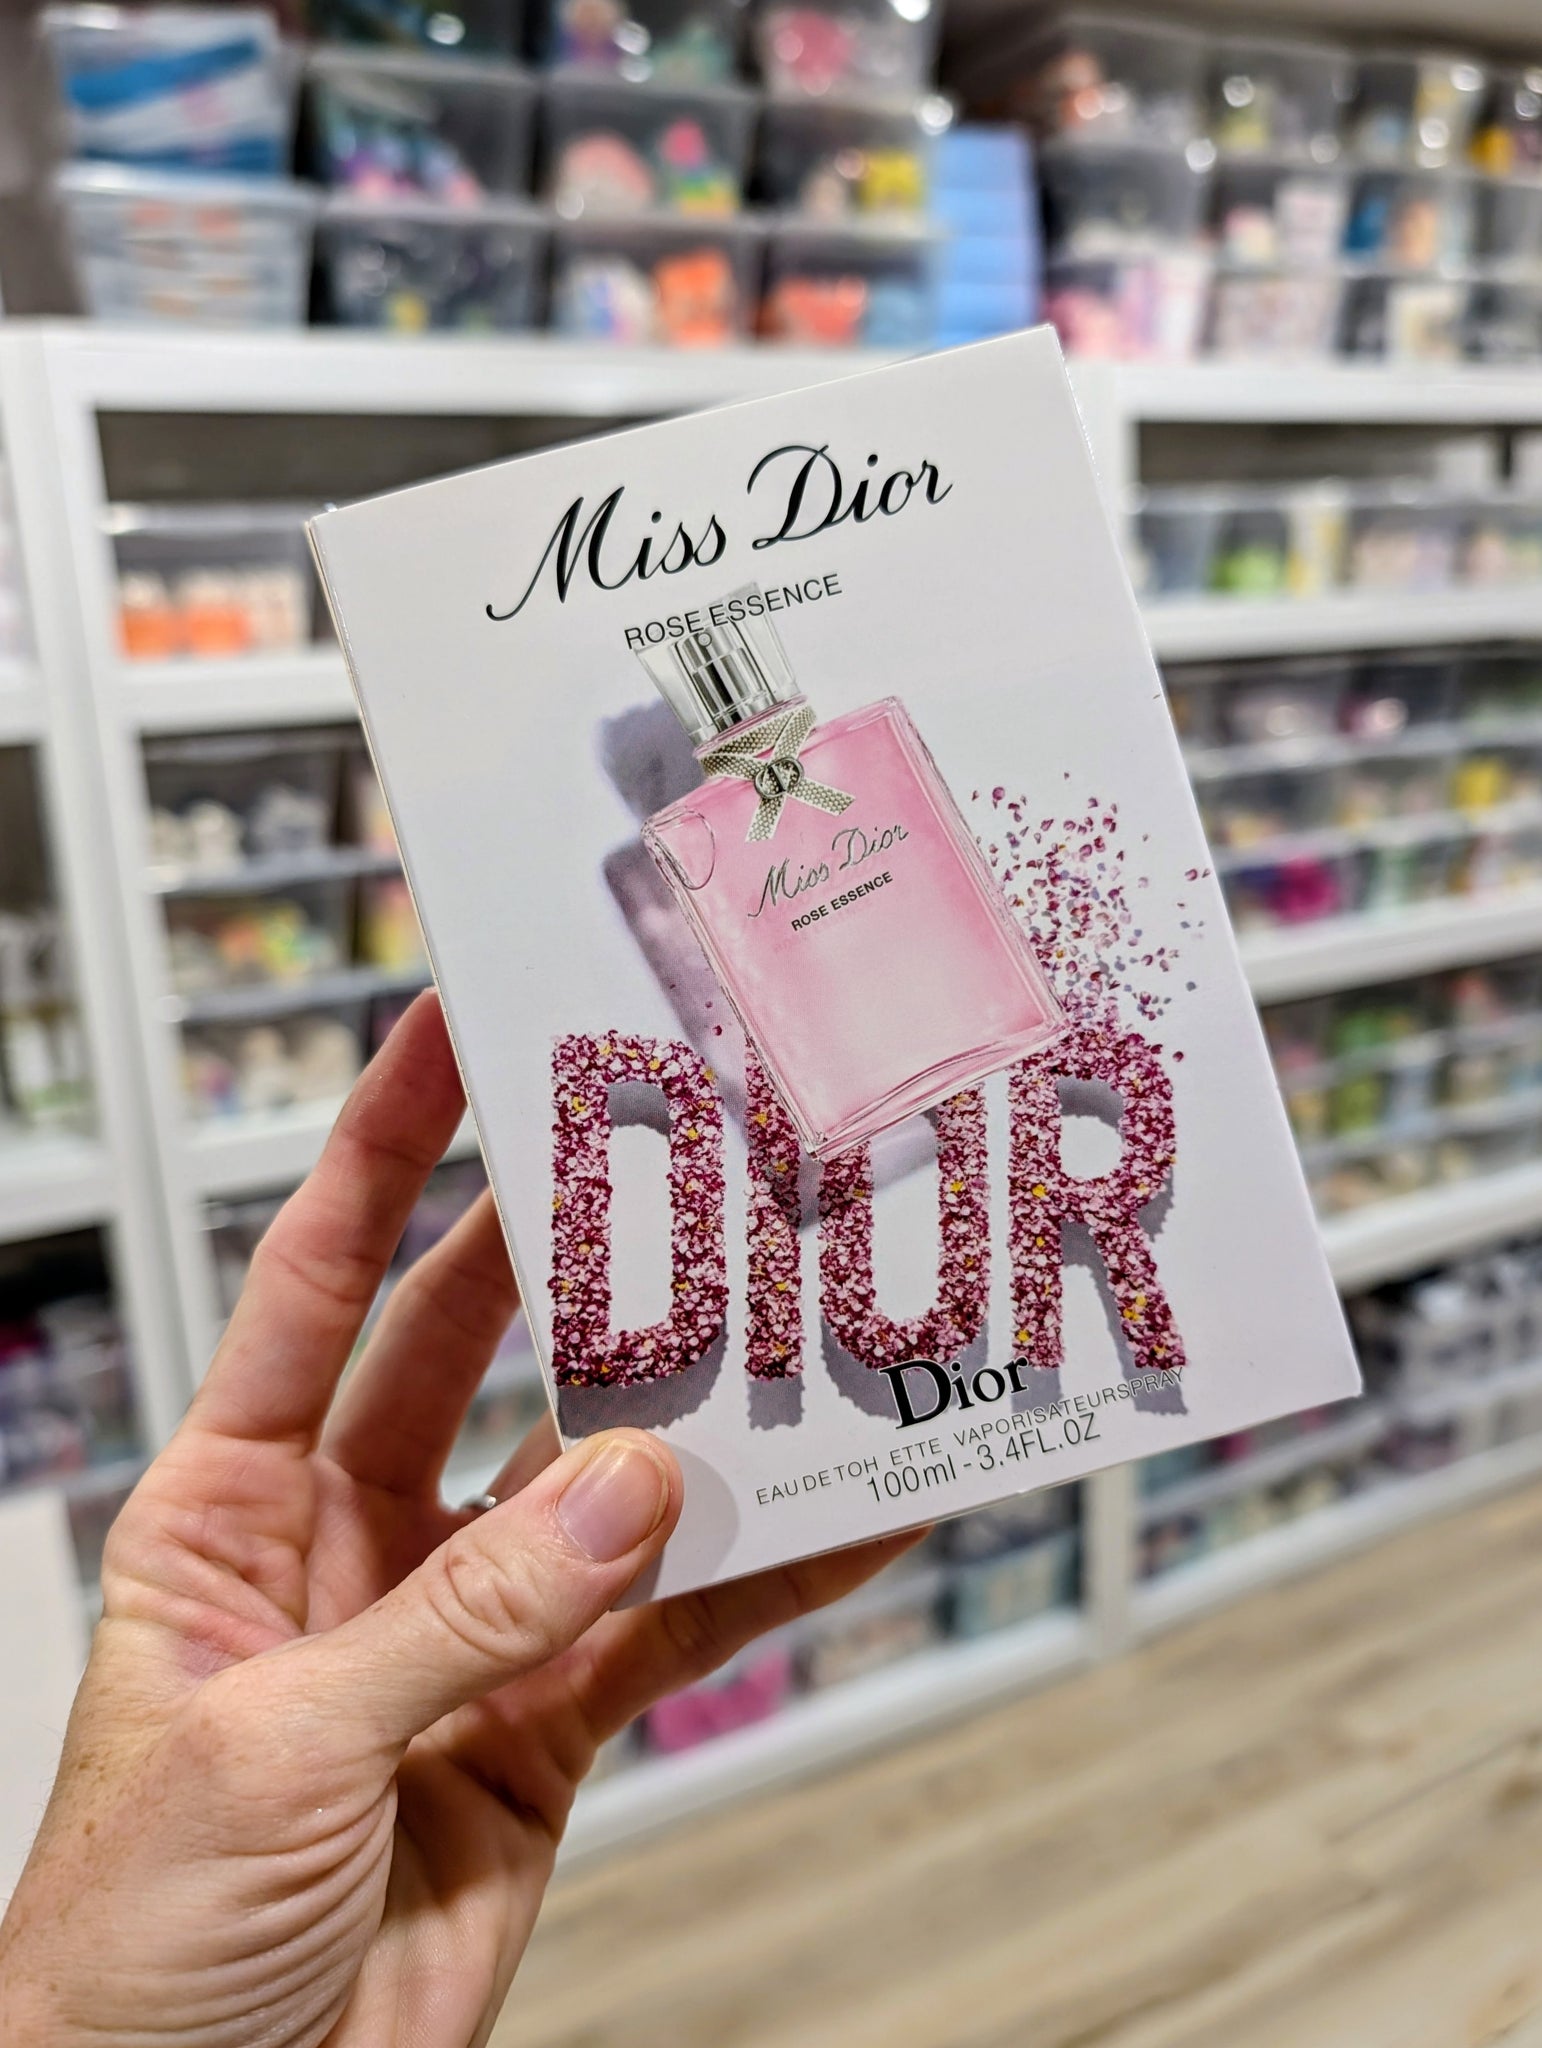 Miss Dior
ROSE ESSENCE
Miss Dior
ROSE ESSENCE
DIOR
Dior
EAU DE TOH ETTE VAPORISATEURSPRAY
100ml - 3.4FL.OZ